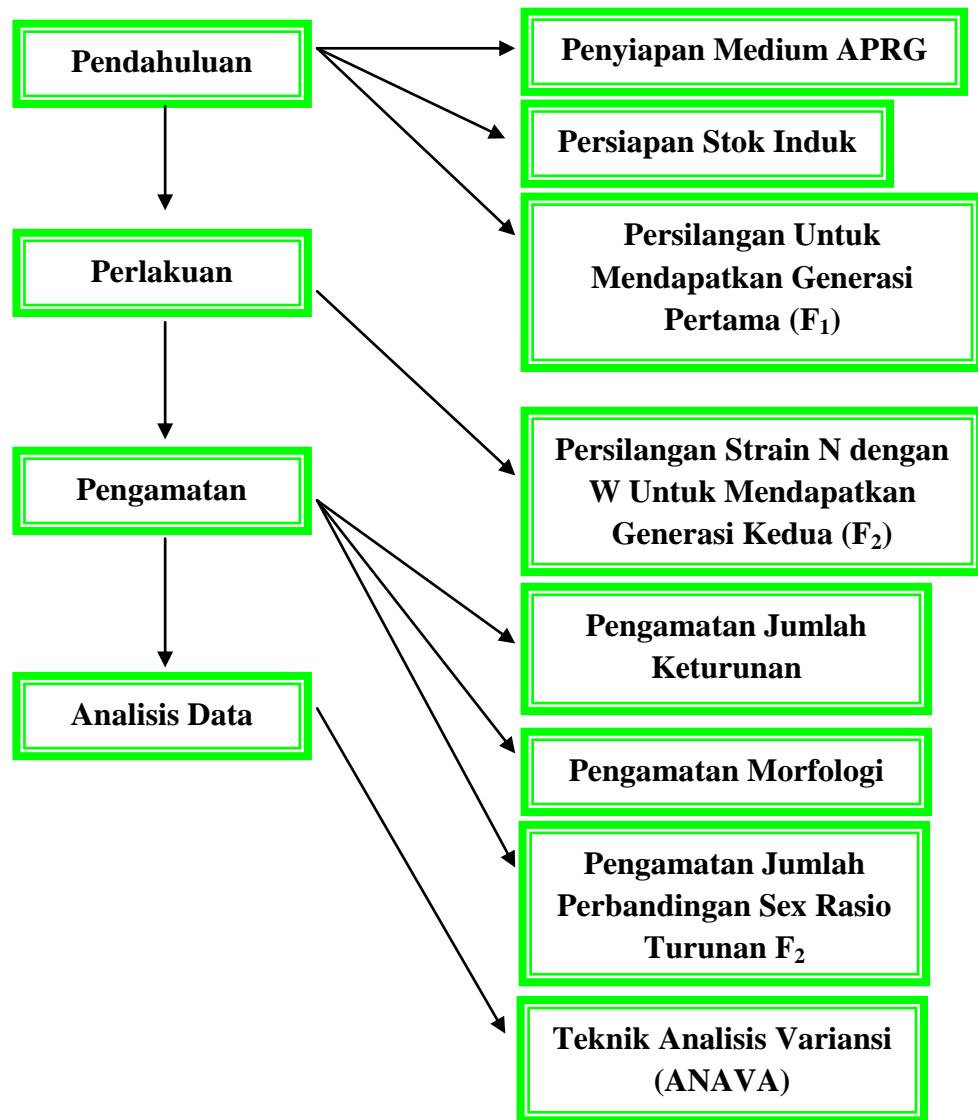 Pendahuluan
Penyiapan Medium APRG
Persiapan Stok Induk
Persilangan Untuk
Mendapatkan Generasi
Pertama (F₁)
Perlakuan
Persilangan Strain N dengan
W Untuk Mendapatkan
Generasi Kedua (F₂)
Pengamatan
Pengamatan Jumlah
Keturunan
Pengamatan Morfologi
Pengamatan Jumlah
Perbandingan Sex Rasio
Turunan F₂
Analisis Data
Teknik Analisis Variansi
(ANAVA)